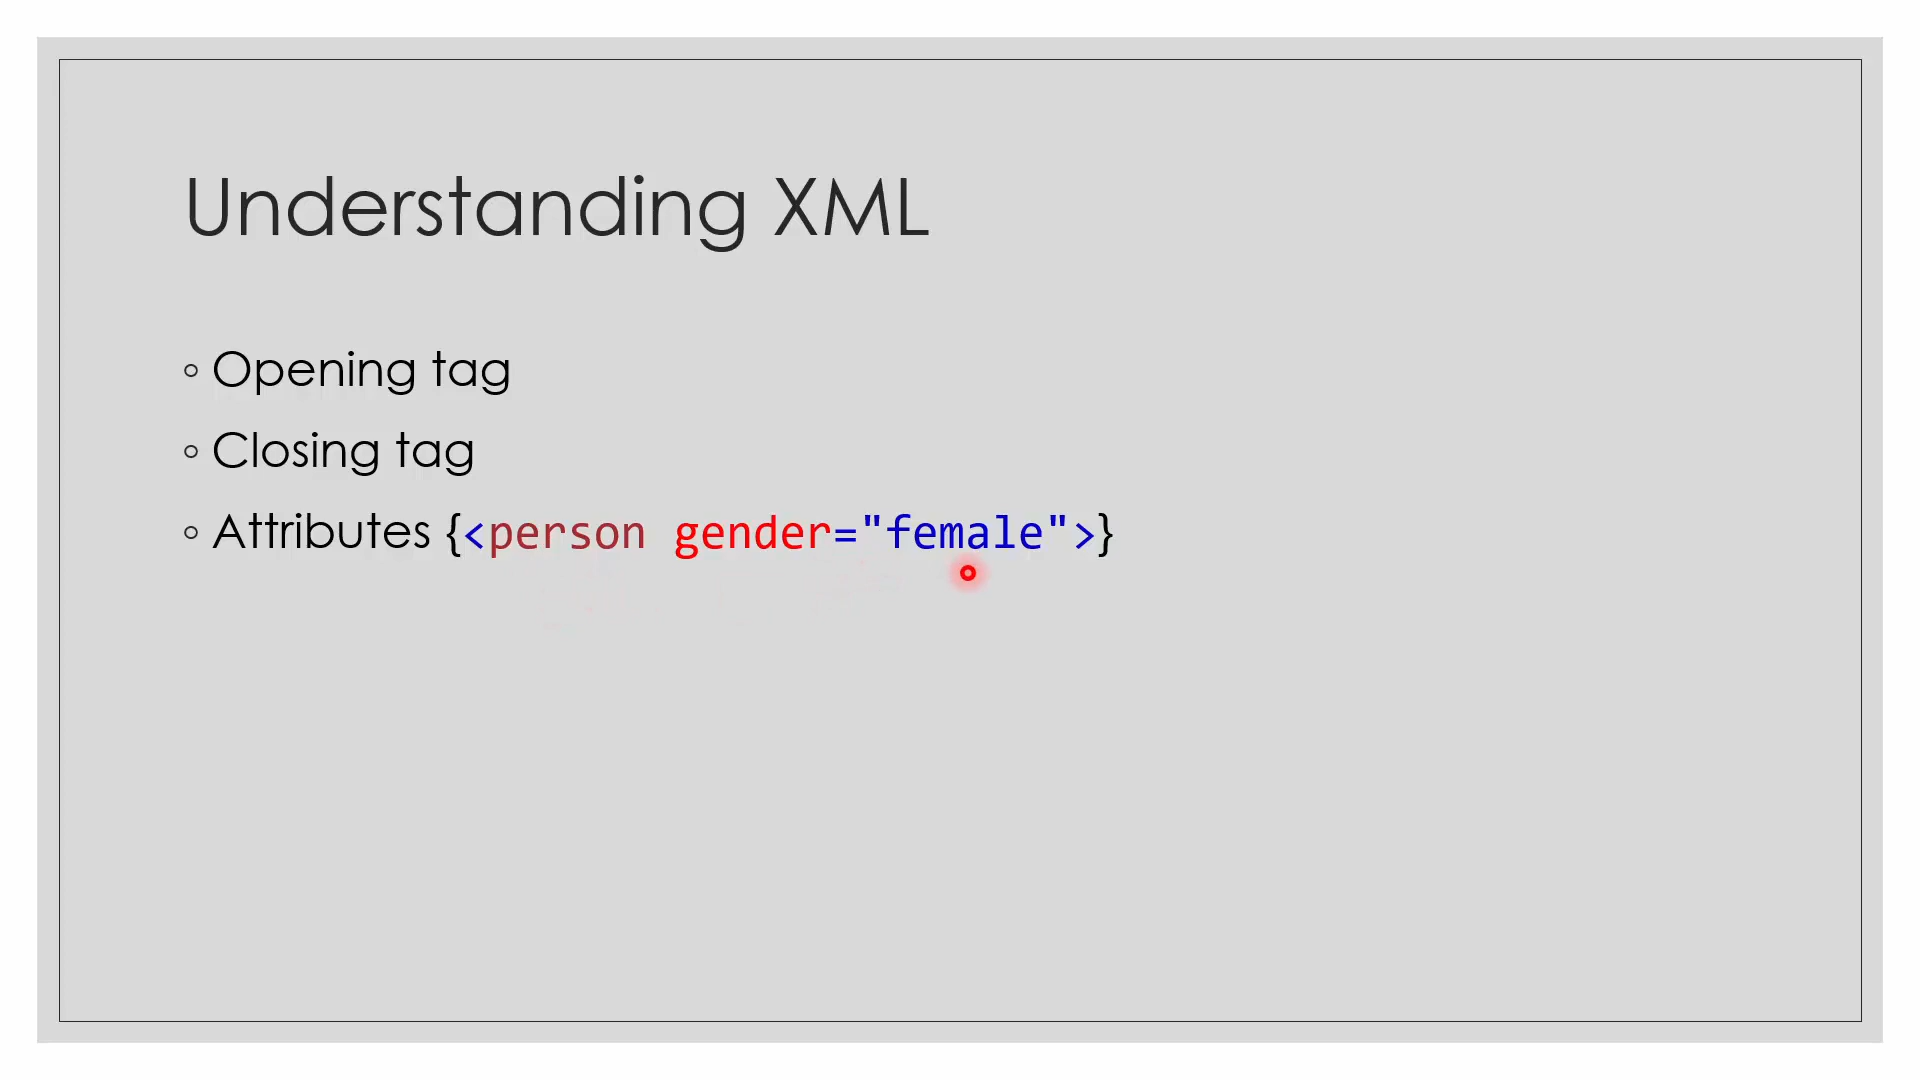 Understanding XML
◦ Opening tag
◦ Closing tag
◦ Attributes {<person gender="female">}